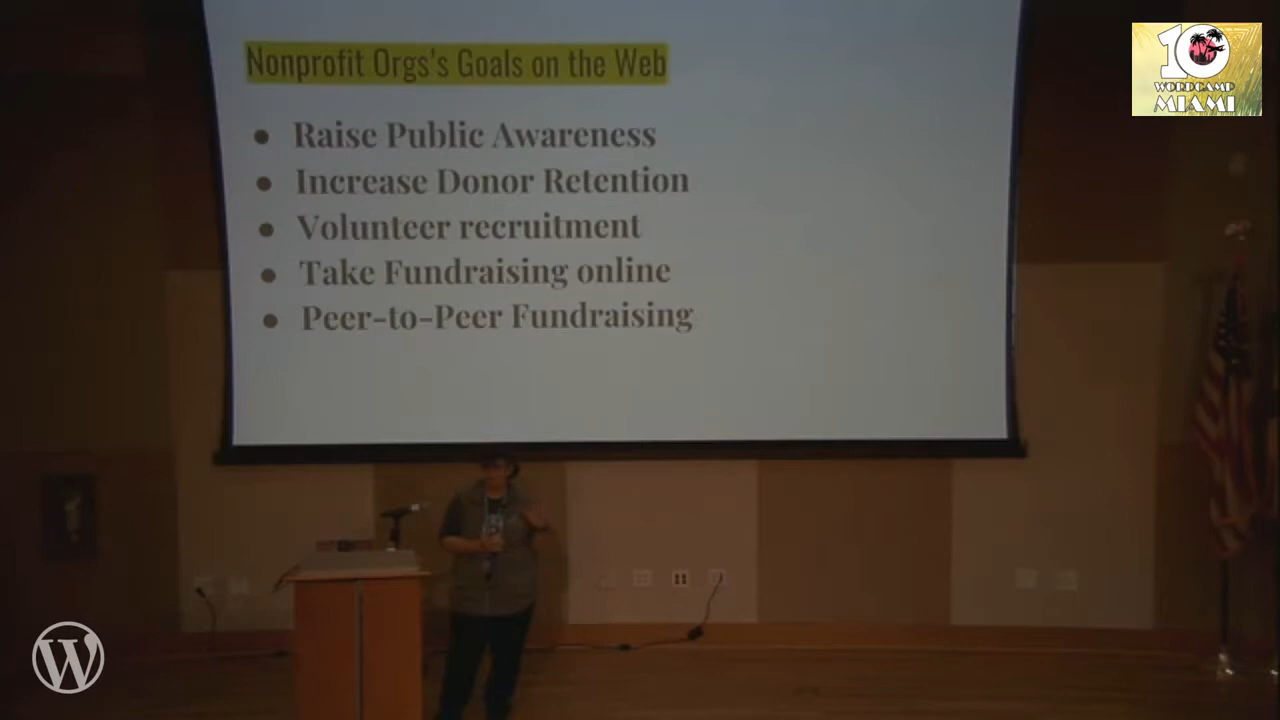 Nonprofit Orgs's Goals on the Web
● Raise Public Awareness
● Increase Donor Retention
● Volunteer recruitment
● Take Fundraising online
● Peer-to-Peer Fundraising
10
WORDCAMP
MIAMI